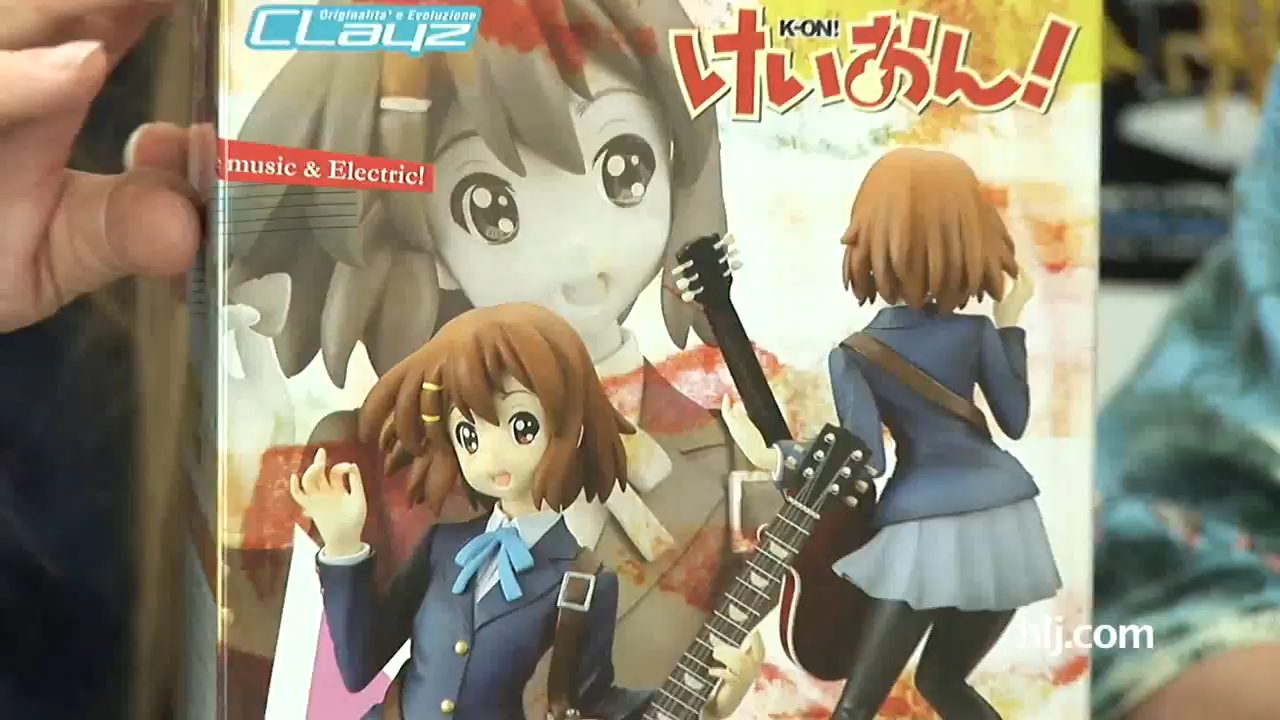 Originalita' e Evoluzione
CLayz
K-ON!
けいおん!
music & Electric!
hlj.com